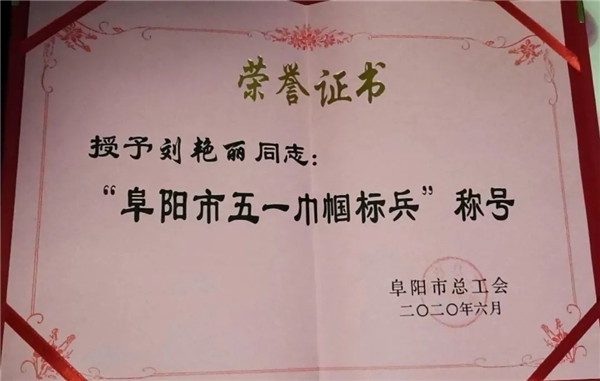 荣誉证书
授予刘艳丽同志：
“阜阳市五一巾帼标兵”称号
阜阳市总工会
二〇二〇年六月